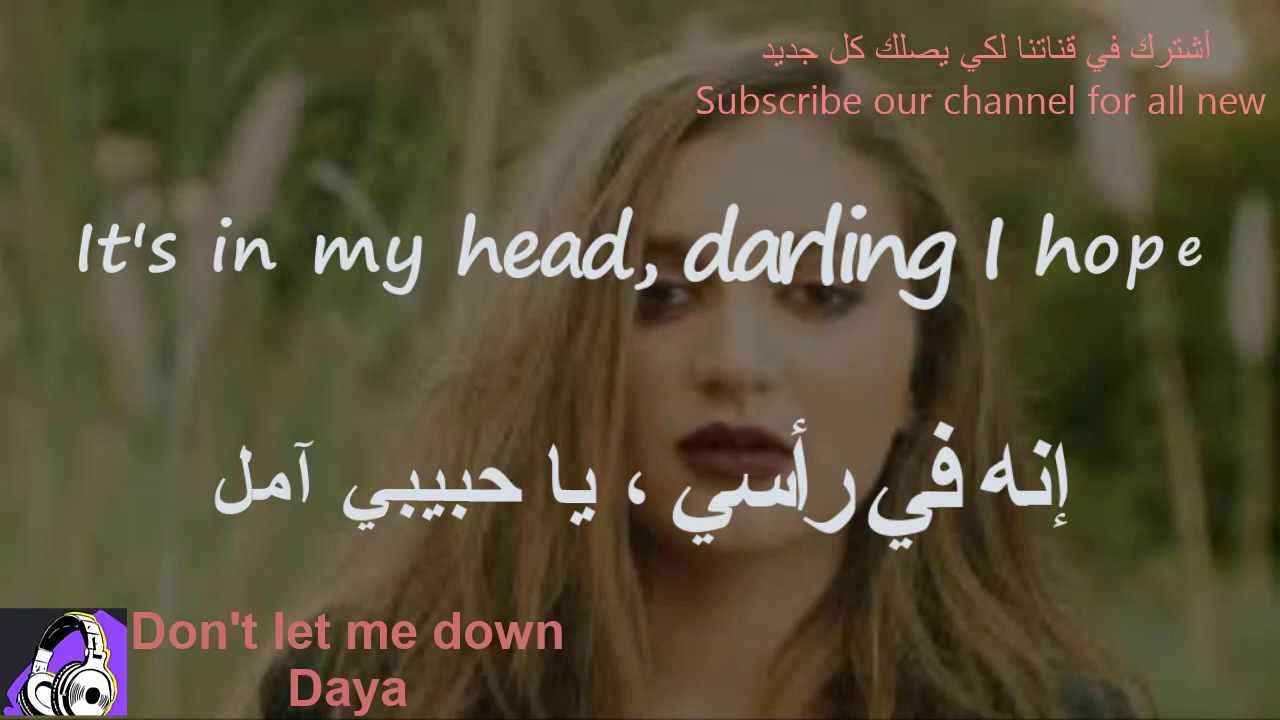 أشترك في قناتنا لكي يصلك كل جديد
Subscribe our channel for all new
It's in my head, darling I hope
إنه في رأسي ، يا حبيبي آمل
Don't let me down
Daya